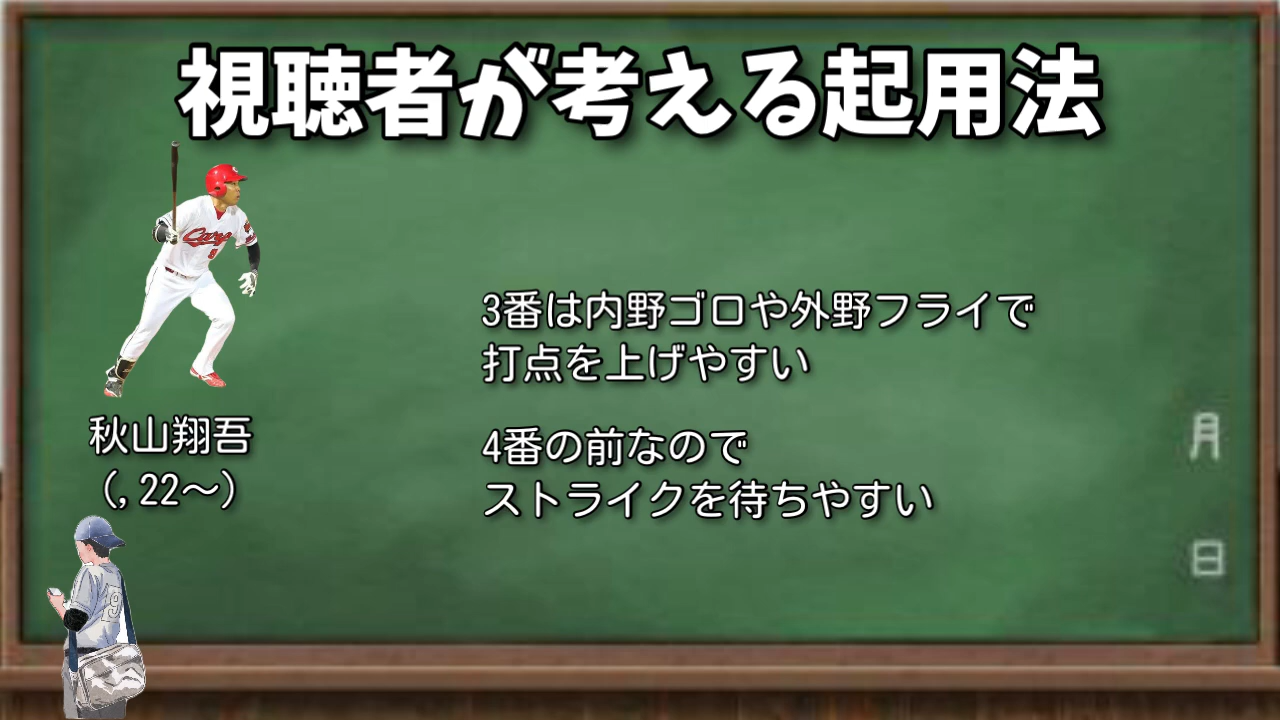 視聴者が考える起用法
Carp
9
3番は内野ゴロや外野フライで
打点を上げやすい
秋山翔吾
(, 22～)
4番の前なので
ストライクを待ちやすい
月
日